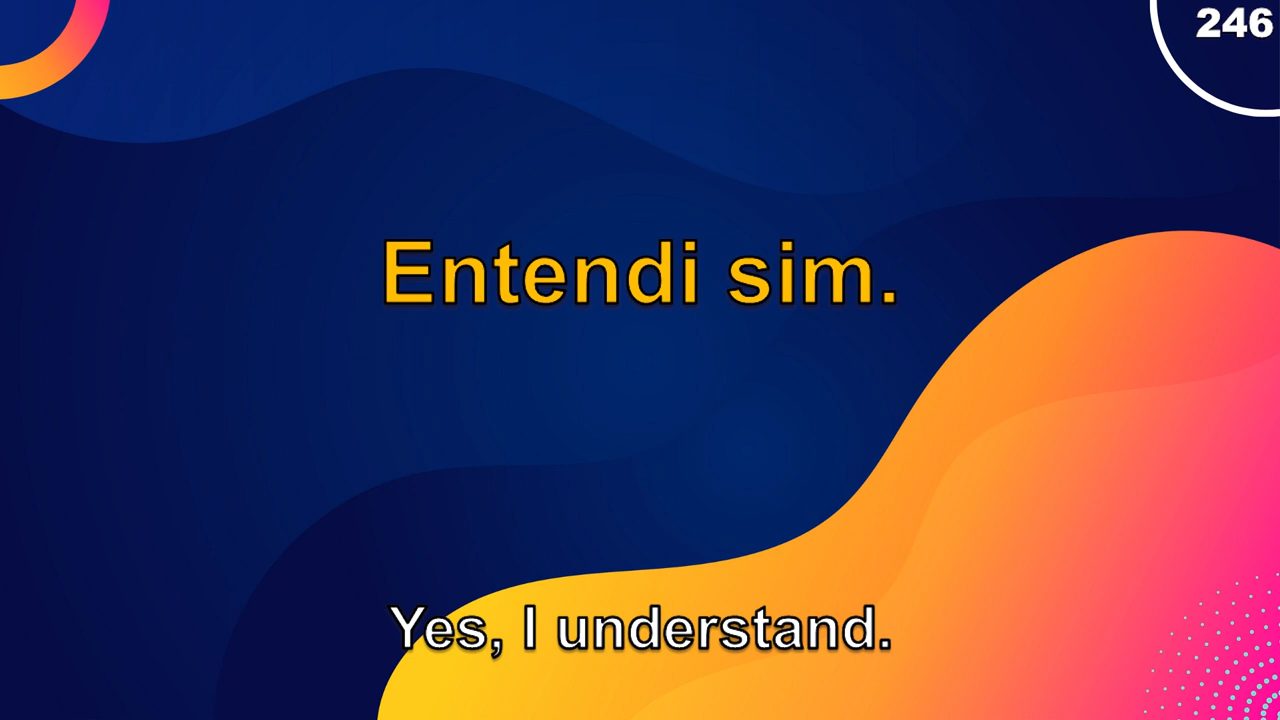 246
Entendi sim.
Yes, I understand.